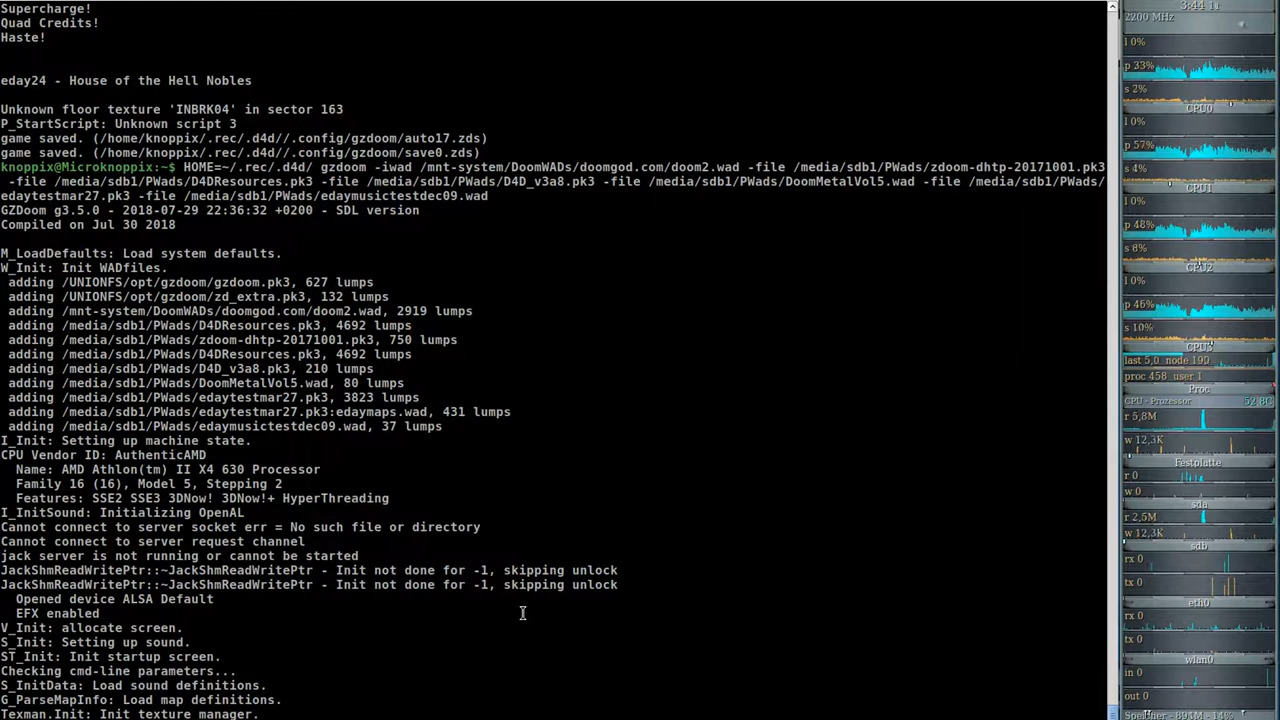 Supercharge!
Quad Credits!
Haste!
eday24 - House of the Hell Nobles
Unknown floor texture 'INBRK04' in sector 163
P_StartScript: Unknown script 3
game saved. (/home/knoppix/.rec/.d4d//.config/gzdoom/auto17.zds)
game saved. (/home/knoppix/.rec/.d4d//.config/gzdoom/save0.zds)
knoppix@Microknoppix:~$ HOME=~/.rec/.d4d/ gzdoom -iwad /mnt-system/DoomWADs/doomgod.com/doom2.wad -file /media/sdb1/PWads/zdoom-dhtp-20171001.pk3
-file /media/sdb1/PWads/D4DResources.pk3 -file /media/sdb1/PWads/D4D_v3a8.pk3 -file /media/sdb1/PWads/DoomMetalVol5.wad -file /media/sdb1/PWads/
edaytestmar27.pk3 -file /media/sdb1/PWads/edaymusictestdec09.wad
GZDoom g3.5.0 - 2018-07-29 22:36:32 +0200 - SDL version
Compiled on Jul 30 2018
M_LoadDefaults: Load system defaults.
W_Init: Init WADfiles.
adding /UNIONFS/opt/gzdoom/gzdoom.pk3, 627 lumps
adding /UNIONFS/opt/gzdoom/zd_extra.pk3, 132 lumps
adding /mnt-system/DoomWADs/doomgod.com/doom2.wad, 2919 lumps
adding /media/sdb1/PWads/D4DResources.pk3, 4692 lumps
adding /media/sdb1/PWads/zdoom-dhtp-20171001.pk3, 750 lumps
adding /media/sdb1/PWads/D4DResources.pk3, 4692 lumps
adding /media/sdb1/PWads/D4D_v3a8.pk3, 210 lumps
adding /media/sdb1/PWads/DoomMetalVol5.wad, 80 lumps
adding /media/sdb1/PWads/edaytestmar27.pk3, 3823 lumps
adding /media/sdb1/PWads/edaytestmar27.pk3:edaymaps.wad, 431 lumps
adding /media/sdb1/PWads/edaymusictestdec09.wad, 37 lumps
I_Init: Setting up machine state.
CPU Vendor ID: AuthenticAMD
Name: AMD Athlon(tm) II X4 630 Processor
Family 16 (16), Model 5, Stepping 2
Features: SSE2 SSE3 3DNow! 3DNow!+ HyperThreading
I_InitSound: Initializing OpenAL
Cannot connect to server socket err = No such file or directory
Cannot connect to server request channel
jack server is not running or cannot be started
JackShmReadWritePtr::~JackShmReadWritePtr - Init not done for -1, skipping unlock
JackShmReadWritePtr::~JackShmReadWritePtr - Init not done for -1, skipping unlock
Opened device ALSA Default
EFX enabled
V_Init: allocate screen.
S_Init: Setting up sound.
ST_Init: Init startup screen.
Checking cmd-line parameters...
S_InitData: Load sound definitions.
G_ParseMapInfo: Load map definitions.
Texman.Init: Init texture manager.
2200 MHz
l 0%
p 33%
s 2%
CPU0
l 0%
p 57%
s 4%
CPU1
l 0%
p 48%
s 8%
CPU2
l 0%
p 46%
s 10%
CPU3
last 5,0 node 190
proc 458 user 1
Proc
CPU - Prozessor 52,8C
r 5,8M
w 12,3K
Festplatte
r 0
w 0
sda
r 2,5M
w 12,3K
sdb
rx 0
tx 0
eth0
rx 0
tx 0
wlan0
in 0
out 0
Speicher - 893M - 14%